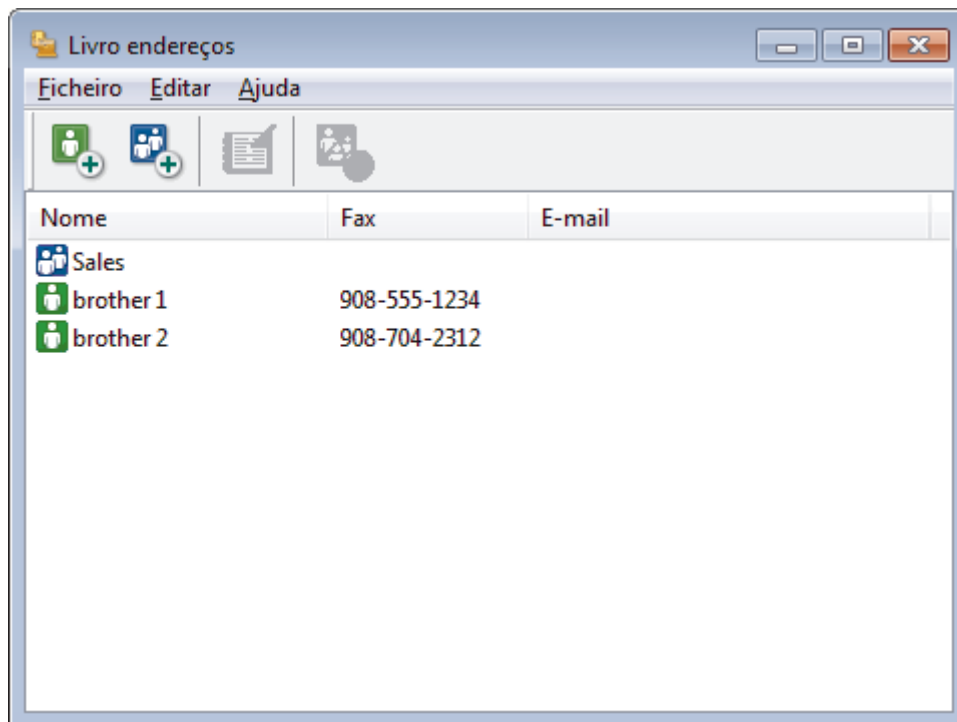 Livro endereços
Ficheiro Editar Ajuda
Nome Fax E-mail
Sales
brother 1 908-555-1234
brother 2 908-704-2312